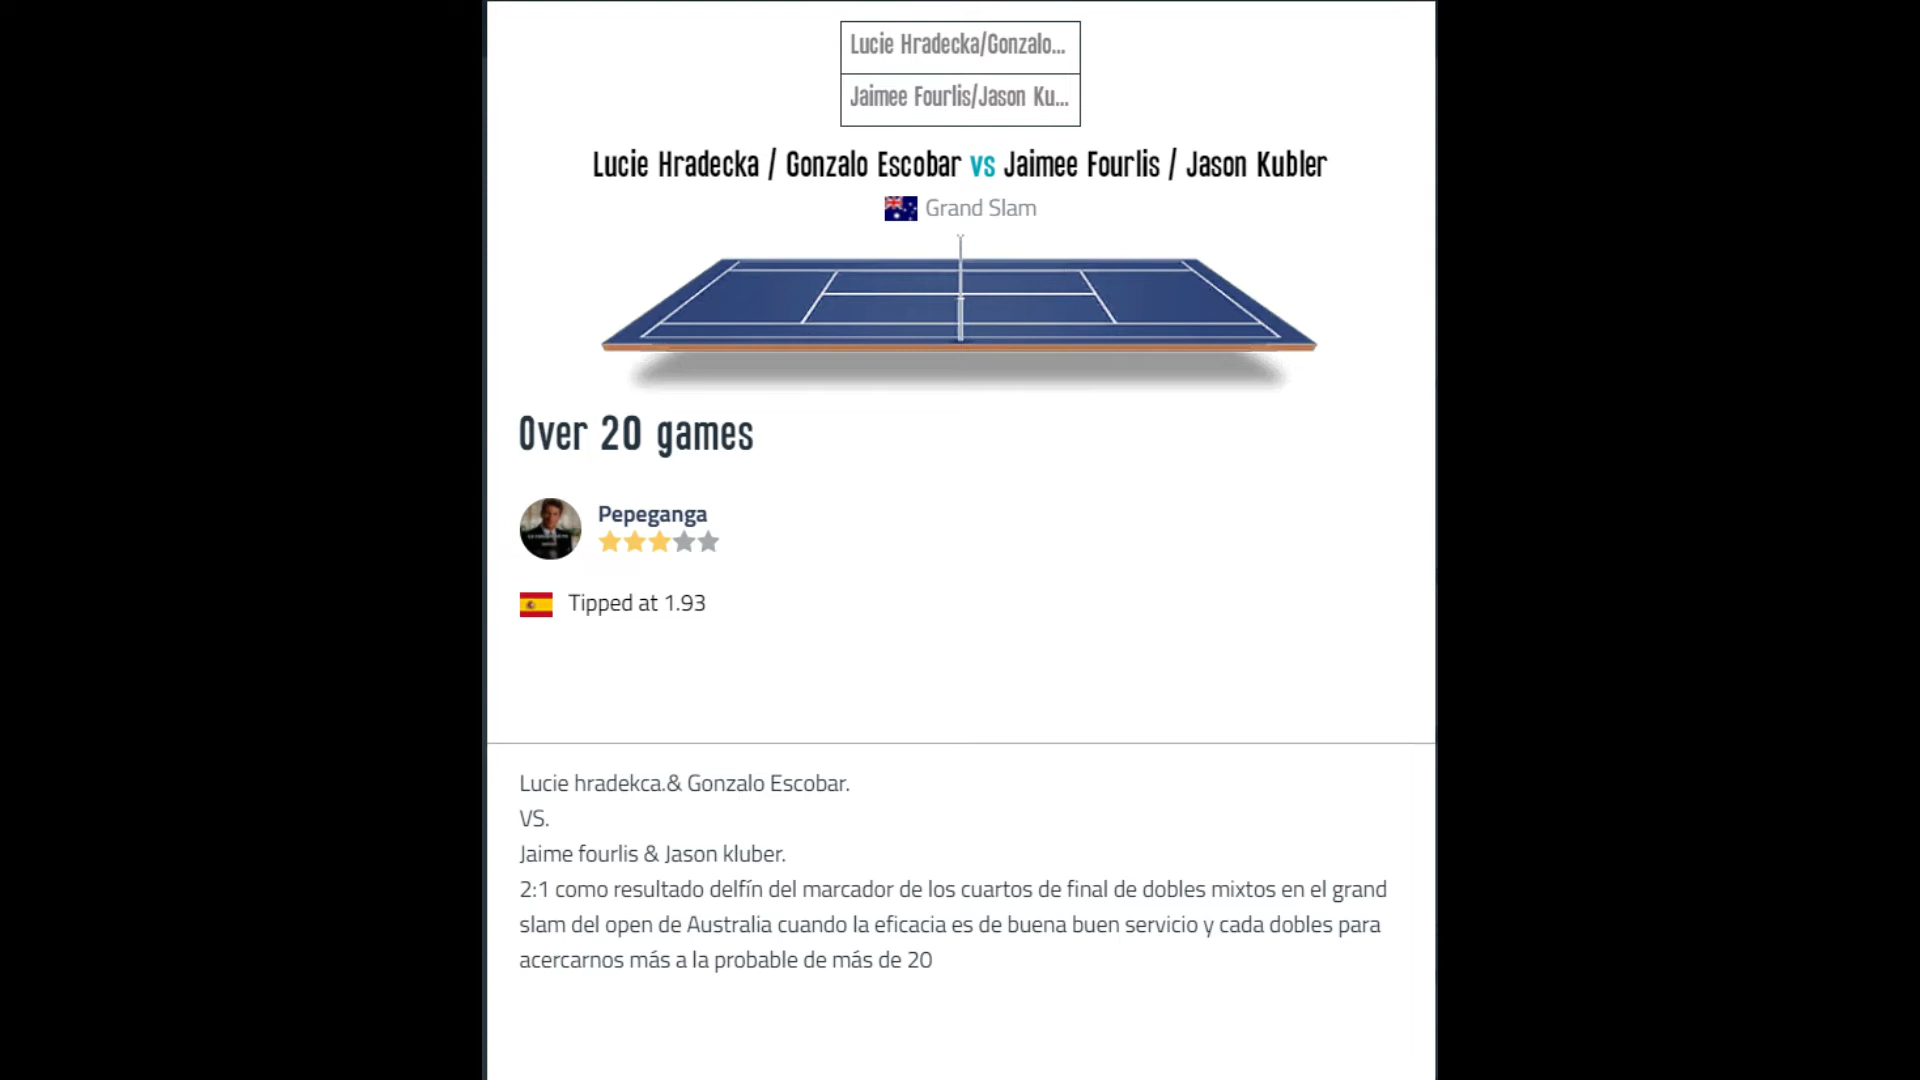 Lucie Hradecka/Gonzalo...
Jaimee Fourlis/Jason Ku...
Lucie Hradecka / Gonzalo Escobar vs Jaimee Fourlis / Jason Kubler
Grand Slam
Over 20 games
Pepeganga
Tipped at 1.93
Lucie hradekca.& Gonzalo Escobar.
VS.
Jaime fourlis & Jason kluber.
2:1 como resultado delfín del marcador de los cuartos de final de dobles mixtos en el grand
slam del open de Australia cuando la eficacia es de buena buen servicio y cada dobles para
acercarnos más a la probable de más de 20